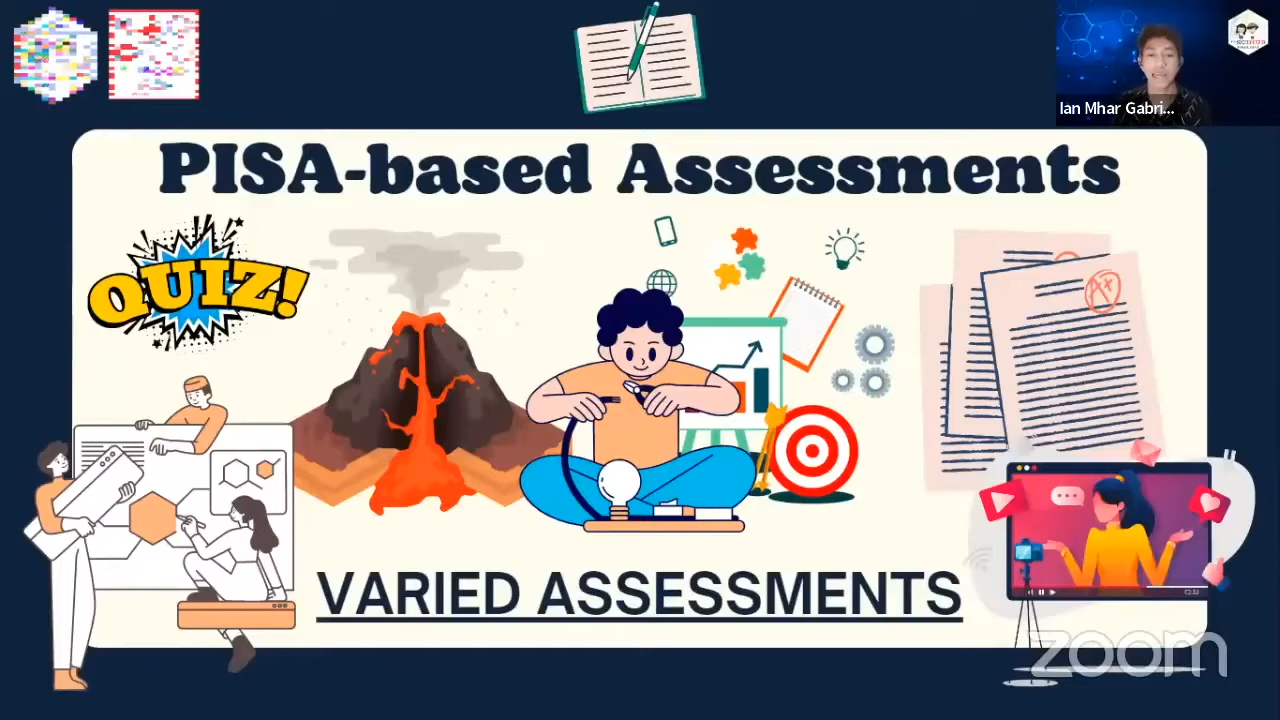 Ian Mhar Gabri...
PISA-based Assessments
QUIZ!
A+
VARIED ASSESSMENTS
zoom